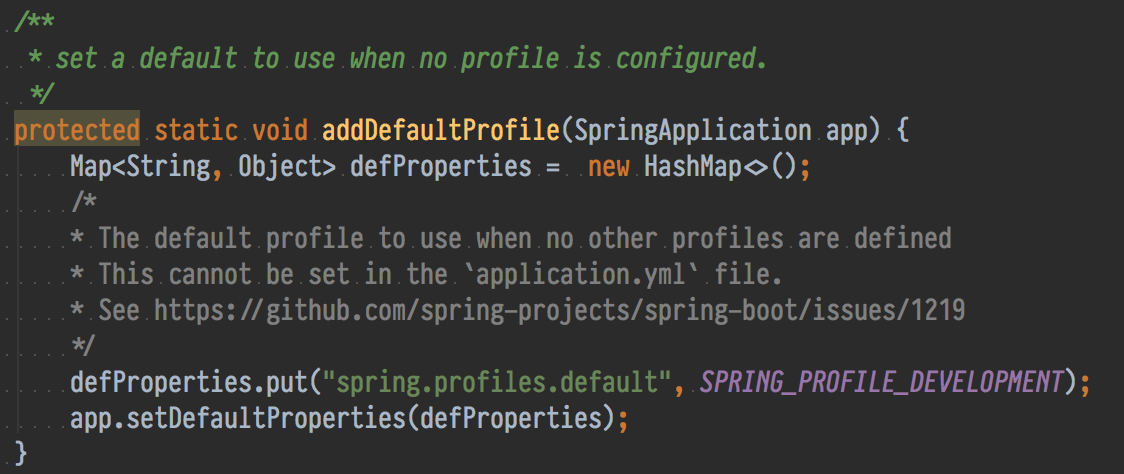 /**
 * set a default to use when no profile is configured.
 */
protected static void addDefaultProfile(SpringApplication app) {
    Map<String, Object> defProperties =  new HashMap<>();
    /*
    * The default profile to use when no other profiles are defined
    * This cannot be set in the `application.yml` file.
    * See https://github.com/spring-projects/spring-boot/issues/1219
    */
    defProperties.put("spring.profiles.default", SPRING_PROFILE_DEVELOPMENT);
    app.setDefaultProperties(defProperties);
}